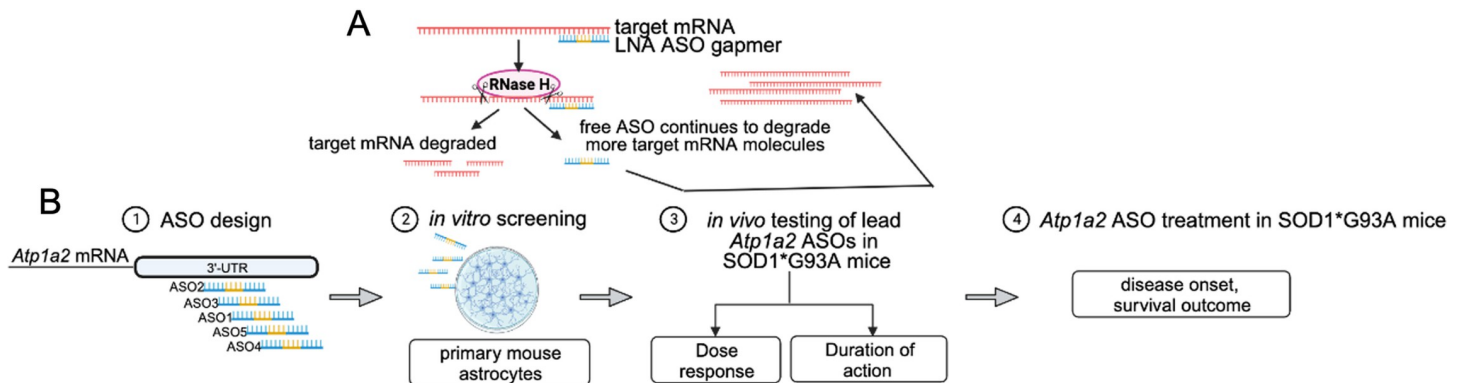 A
target mRNA
LNA ASO gapmer
RNase H
target mRNA degraded
free ASO continues to degrade
more target mRNA molecules
B
1 ASO design
Atp1a2 mRNA
3'-UTR
ASO2
ASO3
ASO1
ASO5
ASO4
2 in vitro screening
primary mouse
astrocytes
3 in vivo testing of lead
Atp1a2 ASOs in
SOD1*G93A mice
Dose
response
Duration of
action
4 Atp1a2 ASO treatment in SOD1*G93A mice
disease onset,
survival outcome